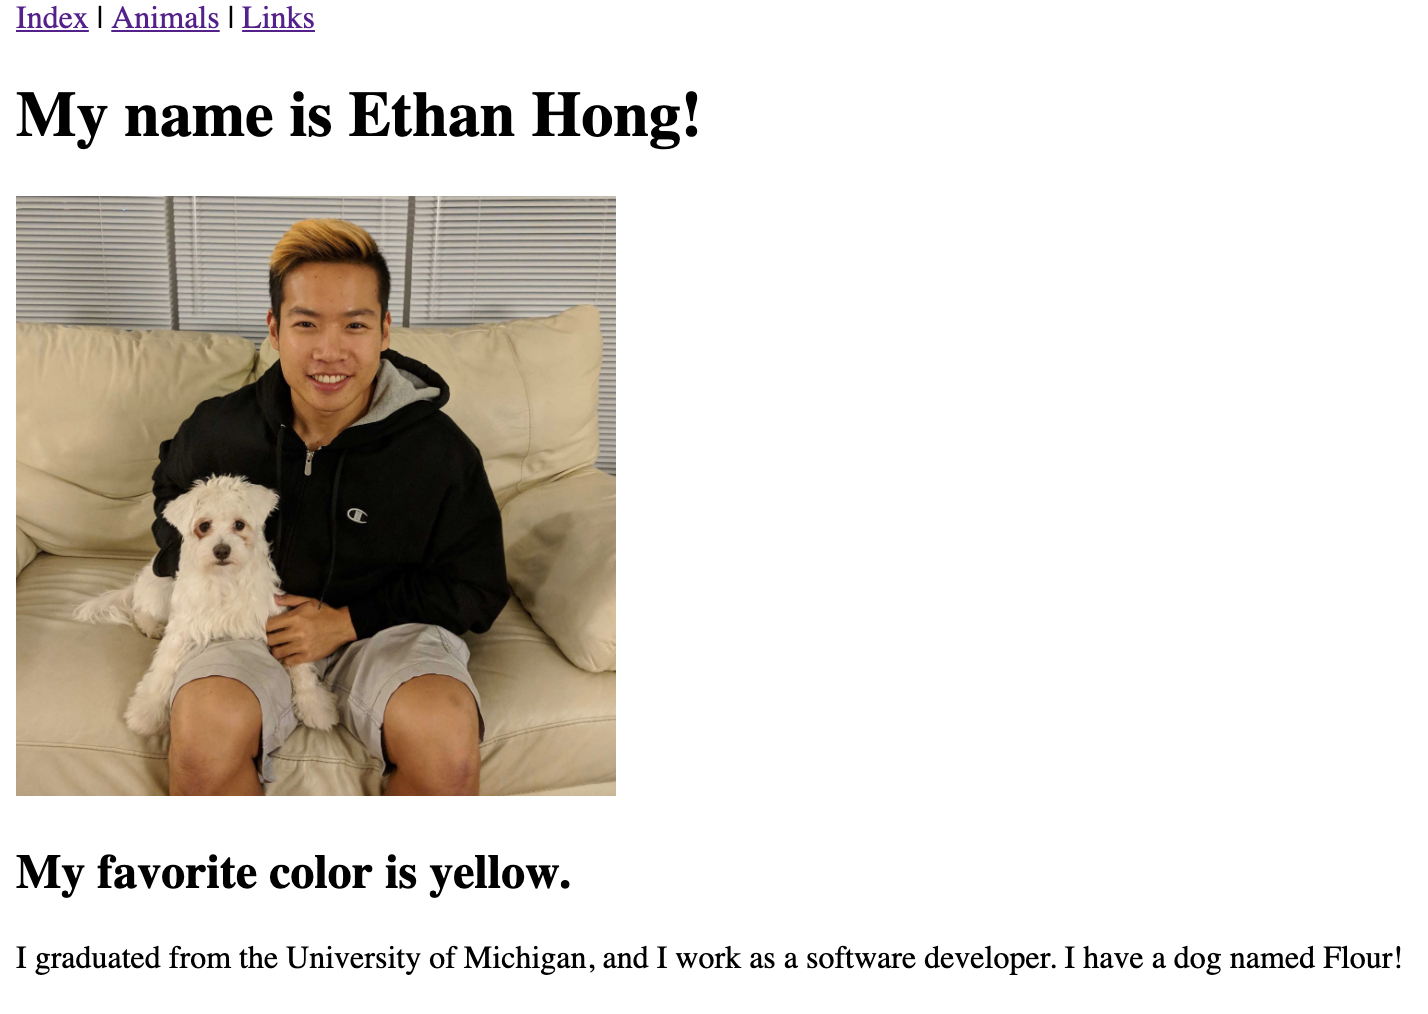 Index | Animals | Links
My name is Ethan Hong!
My favorite color is yellow.
I graduated from the University of Michigan, and I work as a software developer. I have a dog named Flour!